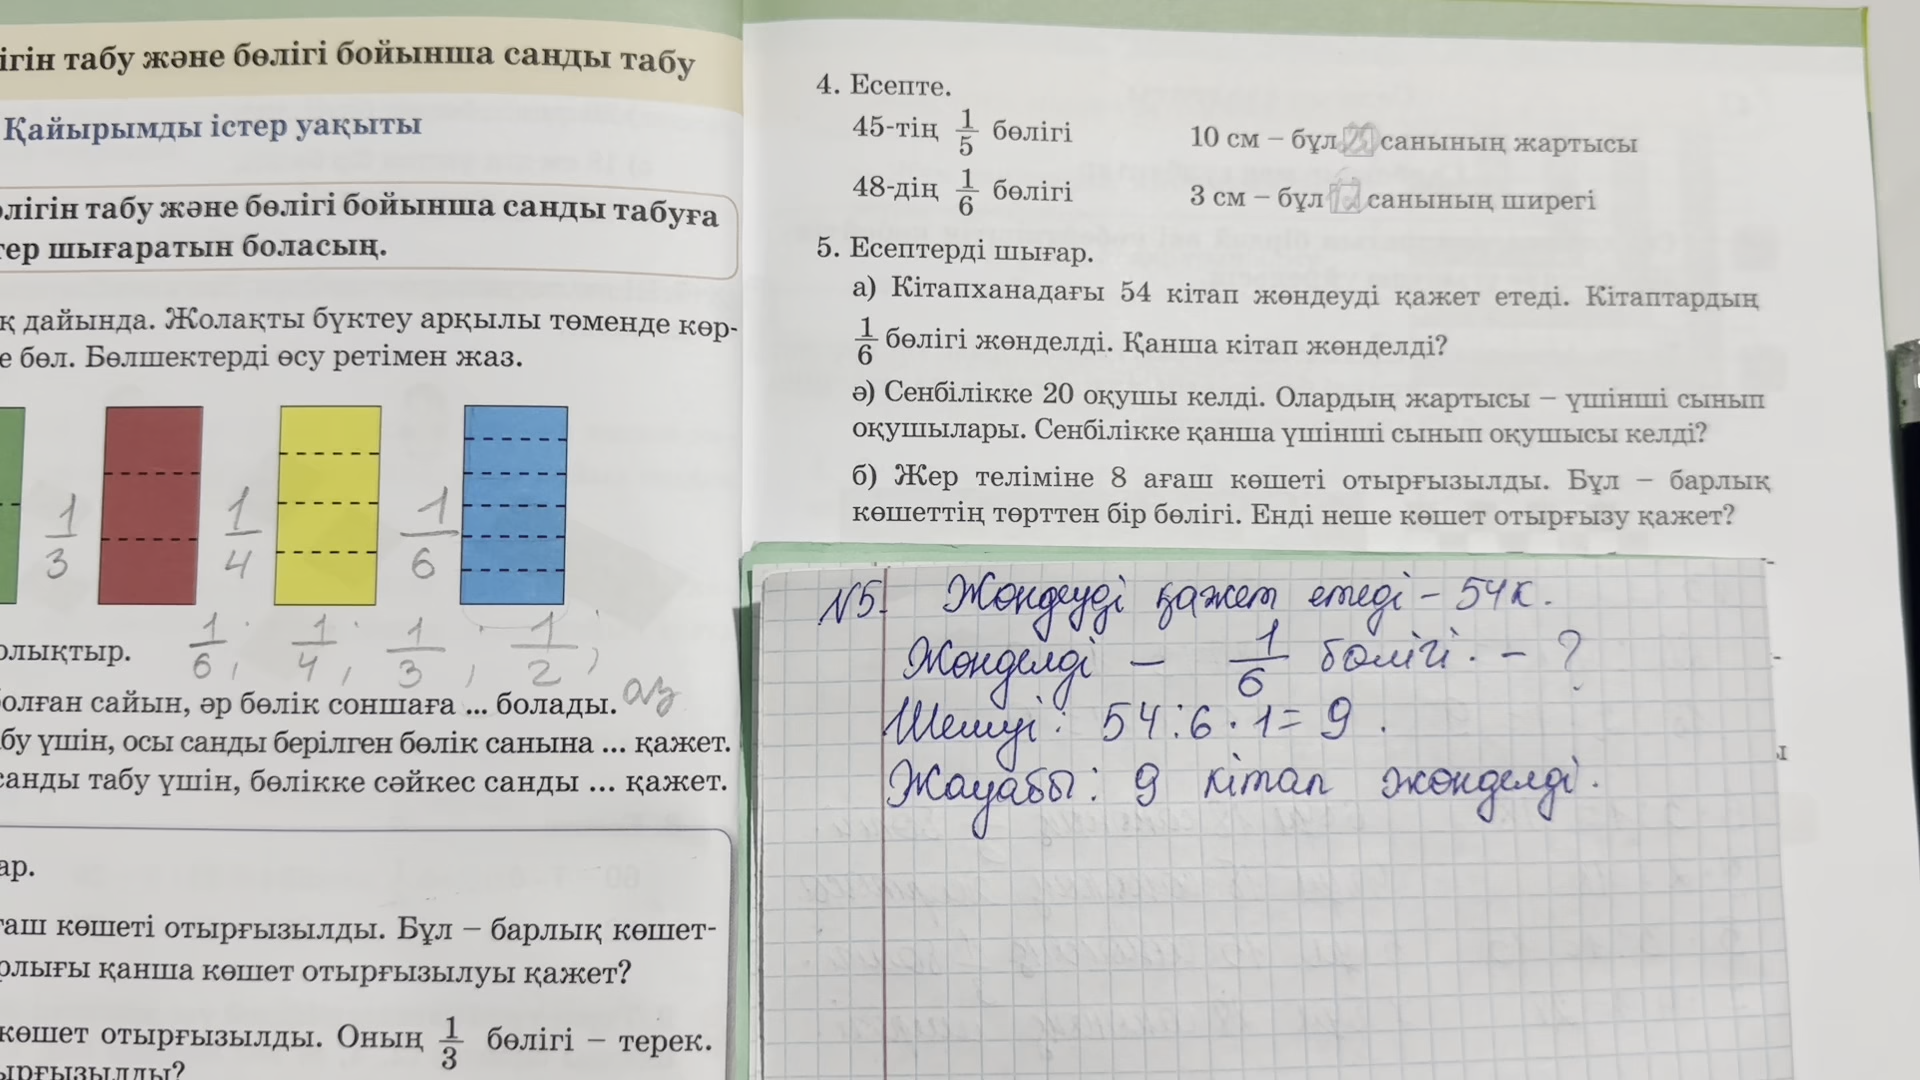 ігін табу және бөлігі бойынша санды табу
Қайырымды істер уақыты
өлігін табу және бөлігі бойынша санды табуға
тер шығаратын боласың.
қ дайында. Жолақты бүктеу арқылы төменде көр-
е бөл. Бөлшектерді өсу ретімен жаз.
1/3 1/4 1/6
1/6; 1/4; 1/3; 1/2;
олықтыр.
болған сайын, әр бөлік соншаға ... болады. аз
бу үшін, осы санды берілген бөлік санына ... қажет.
санды табу үшін, бөлікке сәйкес санды ... қажет.
ар.
ғаш көшеті отырғызылды. Бұл – барлық көшет-
рлығы қанша көшет отырғызылуы қажет?
көшет отырғызылды. Оның 1/3 бөлігі – терек.
ырғызылды?
4. Есепте.
45-тің 1/5 бөлігі 10 см – бұл 20 санының жартысы
48-дің 1/6 бөлігі 3 см – бұл 12 санының ширегі
5. Есептерді шығар.
а) Кітапханадағы 54 кітап жөндеуді қажет етеді. Кітаптардың
1/6 бөлігі жөнделді. Қанша кітап жөнделді?
ә) Сенбілікке 20 оқушы келді. Олардың жартысы – үшінші сынып
оқушылары. Сенбілікке қанша үшінші сынып оқушысы келді?
б) Жер теліміне 8 ағаш көшеті отырғызылды. Бұл – барлық
көшеттің төрттен бір бөлігі. Енді неше көшет отырғызу қажет?
№5. Жөндеуді қажет етеді – 54к.
Жөнделді – 1/6 бөлігі. – ?
Шешуі: 54:6·1=9.
Жауабы: 9 кітап жөнделді.